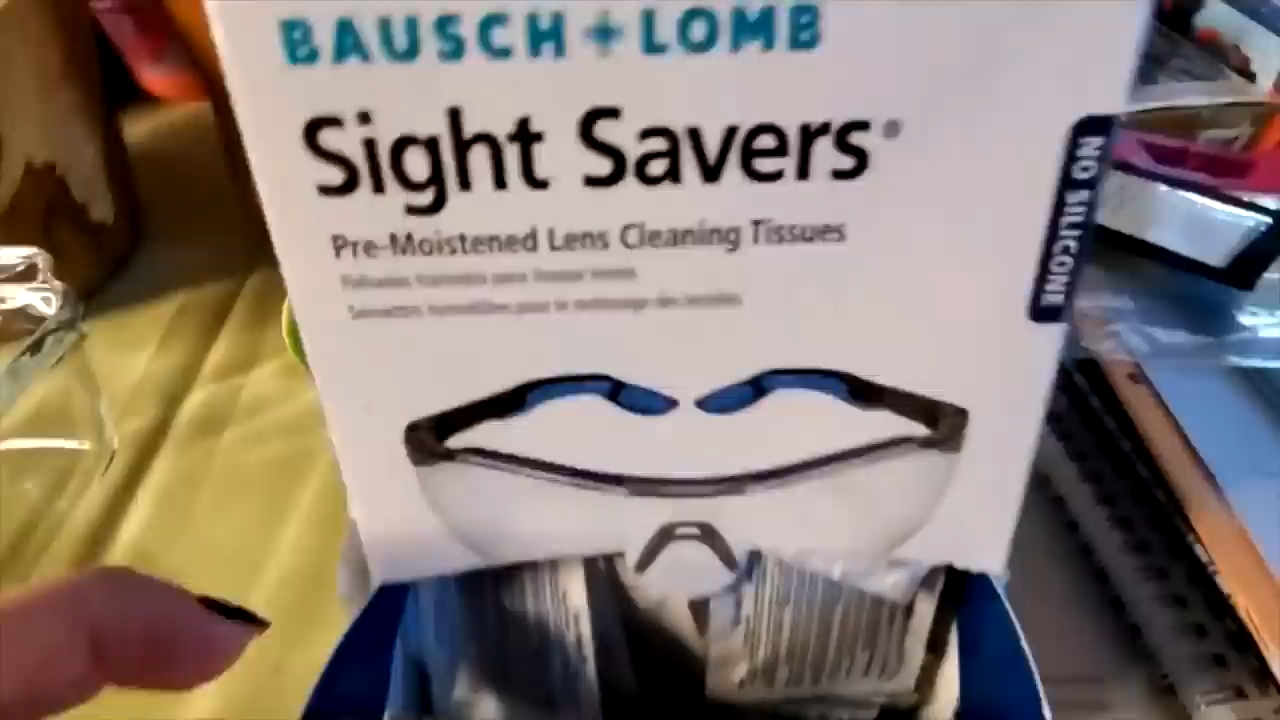 BAUSCH + LOMB
Sight Savers®
Pre-Moistened Lens Cleaning Tissues
NO SILICONE